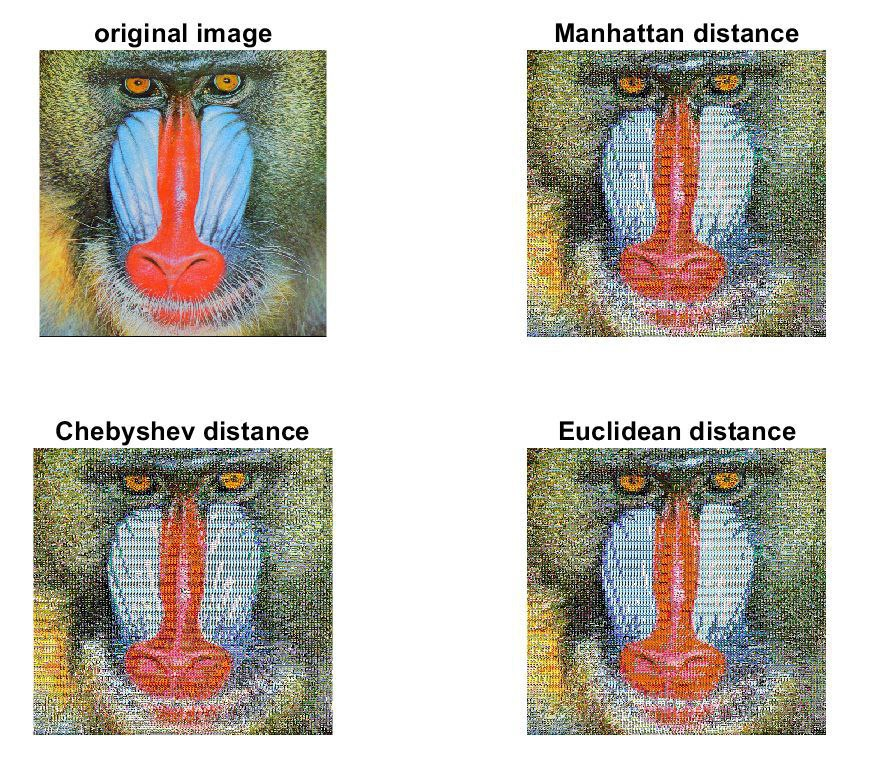 original image
Manhattan distance
Chebyshev distance
Euclidean distance